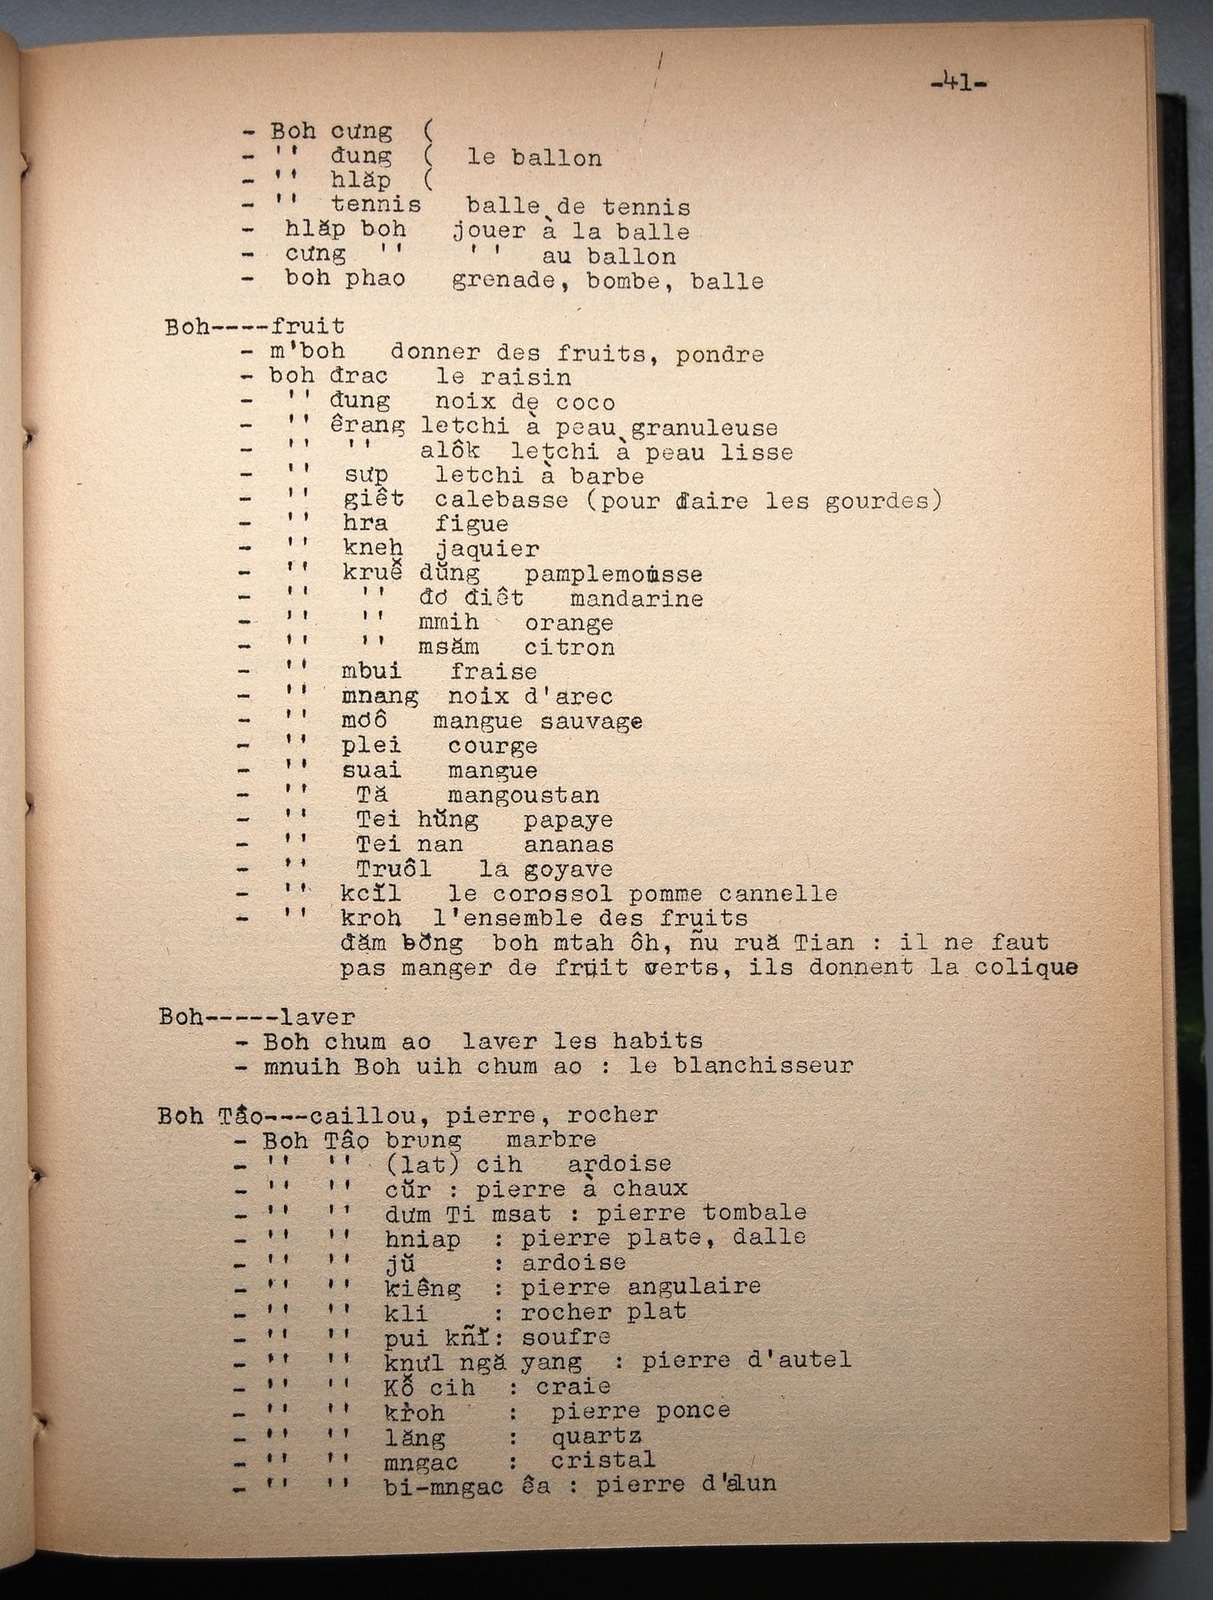 -41-
- Boh cưng (
- '' đung ( le ballon
- '' hlăp (
- '' tennis balle de tennis
- hlăp boh jouer à la balle
- cưng '' '' au ballon
- boh phao grenade, bombe, balle
Boh----fruit
- m'boh donner des fruits, pondre
- boh đrac le raisin
- '' đung noix de coco
- '' êrang letchi à peau granuleuse
- '' '' alôk letchi à peau lisse
- '' sưp letchi à barbe
- '' giêt calebasse (pour faire les gourdes)
- '' hra figue
- '' kneh jaquier
- '' kruě dŭng pamplemousse
- '' '' đơ điêt mandarine
- '' '' mmih orange
- '' '' msăm citron
- '' mbui fraise
- '' mnang noix d'arec
- '' mơô mangue sauvage
- '' plei courge
- '' suai mangue
- '' Tă mangoustan
- '' Tei hŭng papaye
- '' Tei nan ananas
- '' Truôl la goyave
- '' kcĭl le corossol pomme cannelle
- '' kroh l'ensemble des fruits
đăm bŏng boh mtah ôh, ñu ruă Tian : il ne faut
pas manger de fruit verts, ils donnent la colique
Boh-----laver
- Boh chum ao laver les habits
- mnuih Boh uih chum ao : le blanchisseur
Boh Tâo---caillou, pierre, rocher
- Boh Tâo brung marbre
- '' '' (lat) cih ardoise
- '' '' cŭr : pierre à chaux
- '' '' dưm Ti msat : pierre tombale
- '' '' hniap : pierre plate, dalle
- '' '' jŭ : ardoise
- '' '' kiêng : pierre angulaire
- '' '' kli : rocher plat
- '' '' pui kñĭ: soufre
- '' '' knưl ngă yang : pierre d'autel
- '' '' Kŏ cih : craie
- '' '' kroh : pierre ponce
- '' '' lăng : quartz
- '' '' mngac : cristal
- '' '' bi-mngac êa : pierre d'alun